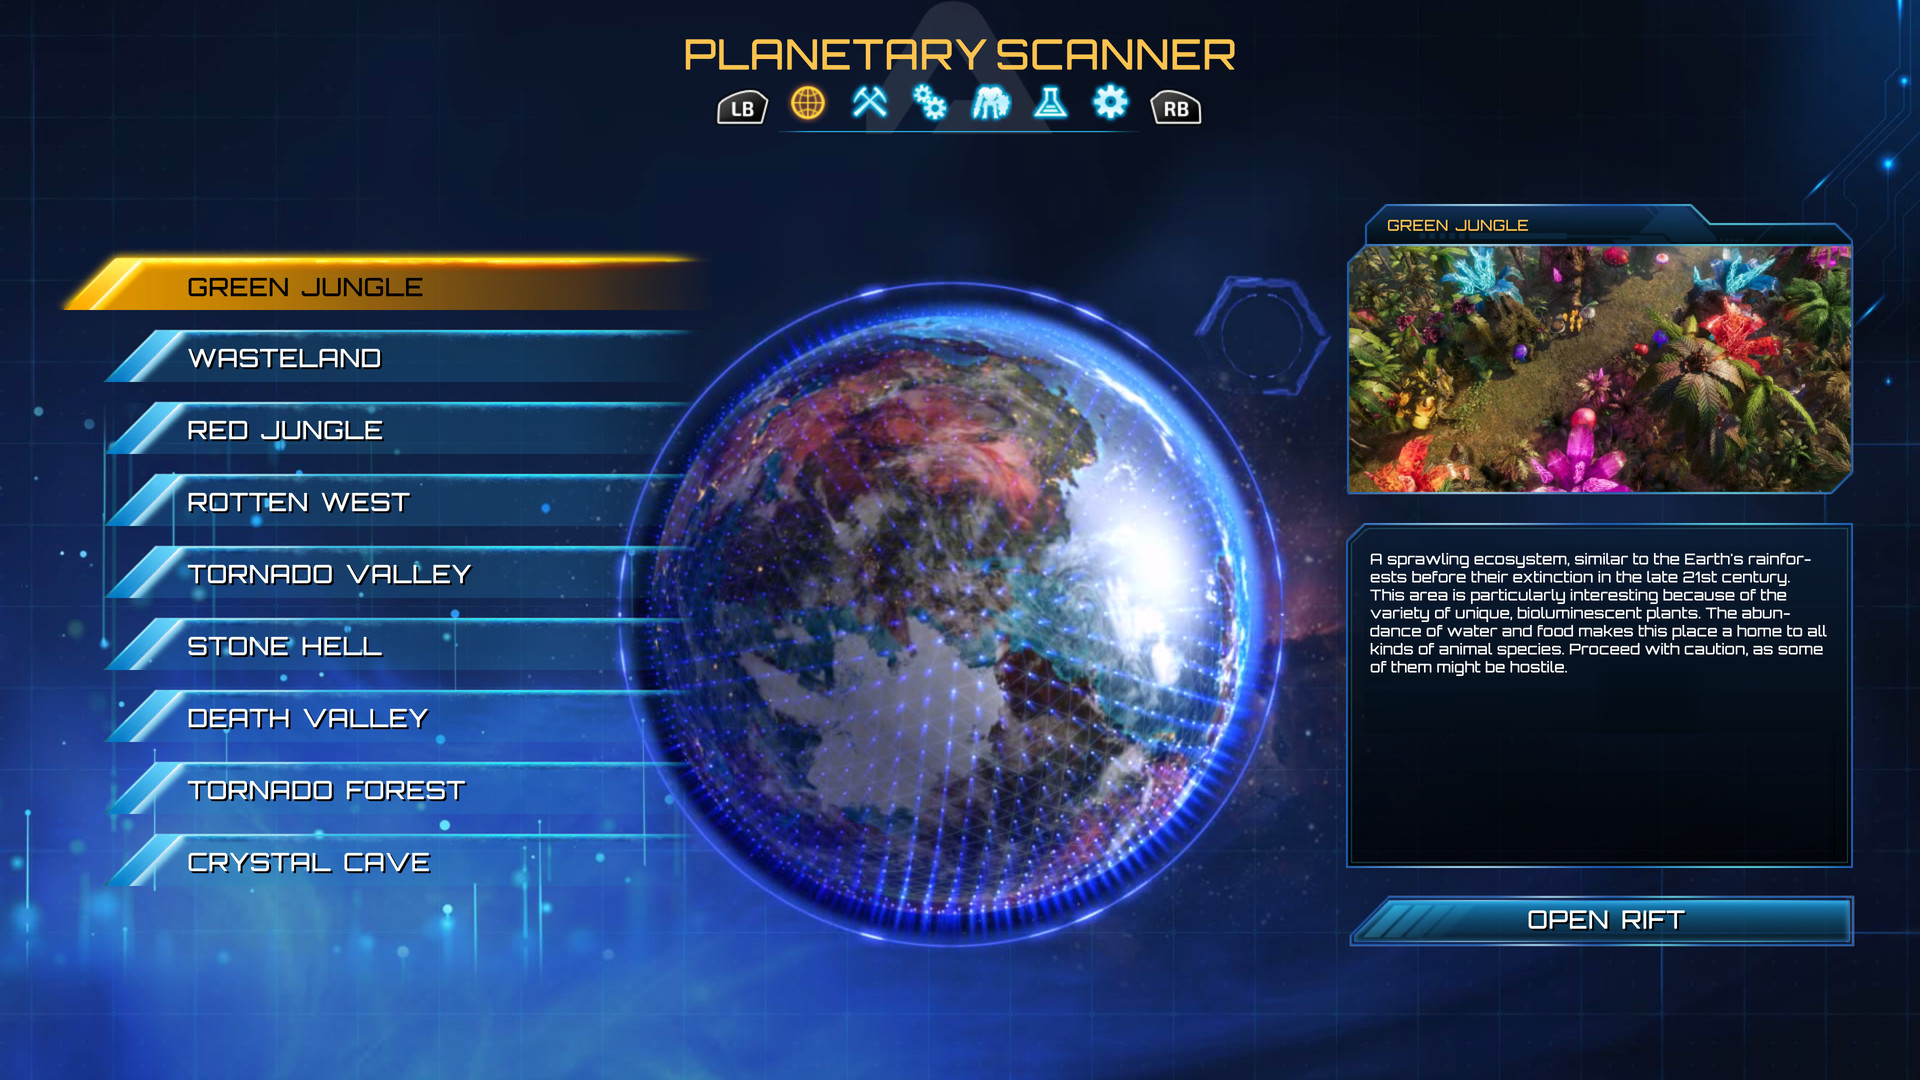 PLANETARY SCANNER
LB
RB
GREEN JUNGLE
WASTELAND
RED JUNGLE
ROTTEN WEST
TORNADO VALLEY
STONE HELL
DEATH VALLEY
TORNADO FOREST
CRYSTAL CAVE
GREEN JUNGLE
A sprawling ecosystem, similar to the Earth's rainfor-
ests before their extinction in the late 21st century.
This area is particularly interesting because of the
variety of unique, bioluminescent plants. The abun-
dance of water and food makes this place a home to all
kinds of animal species. Proceed with caution, as some
of them might be hostile.
OPEN RIFT